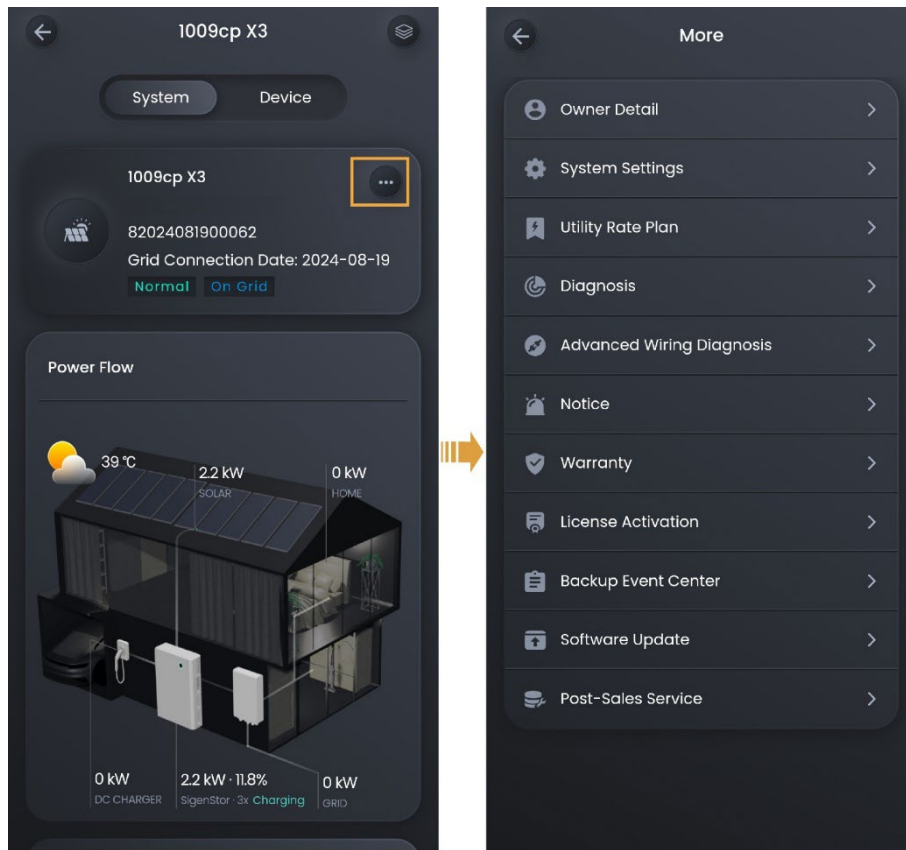 1009cp X3
System Device
1009cp X3
82024081900062
Grid Connection Date: 2024-08-19
Normal On Grid
Power Flow
39 °C
2.2 kW
SOLAR
0 kW
HOME
0 kW
DC CHARGER
2.2 kW · 11.8%
SigenStor · 3x Charging
0 kW
GRID
More
Owner Detail
System Settings
Utility Rate Plan
Diagnosis
Advanced Wiring Diagnosis
Notice
Warranty
License Activation
Backup Event Center
Software Update
Post-Sales Service